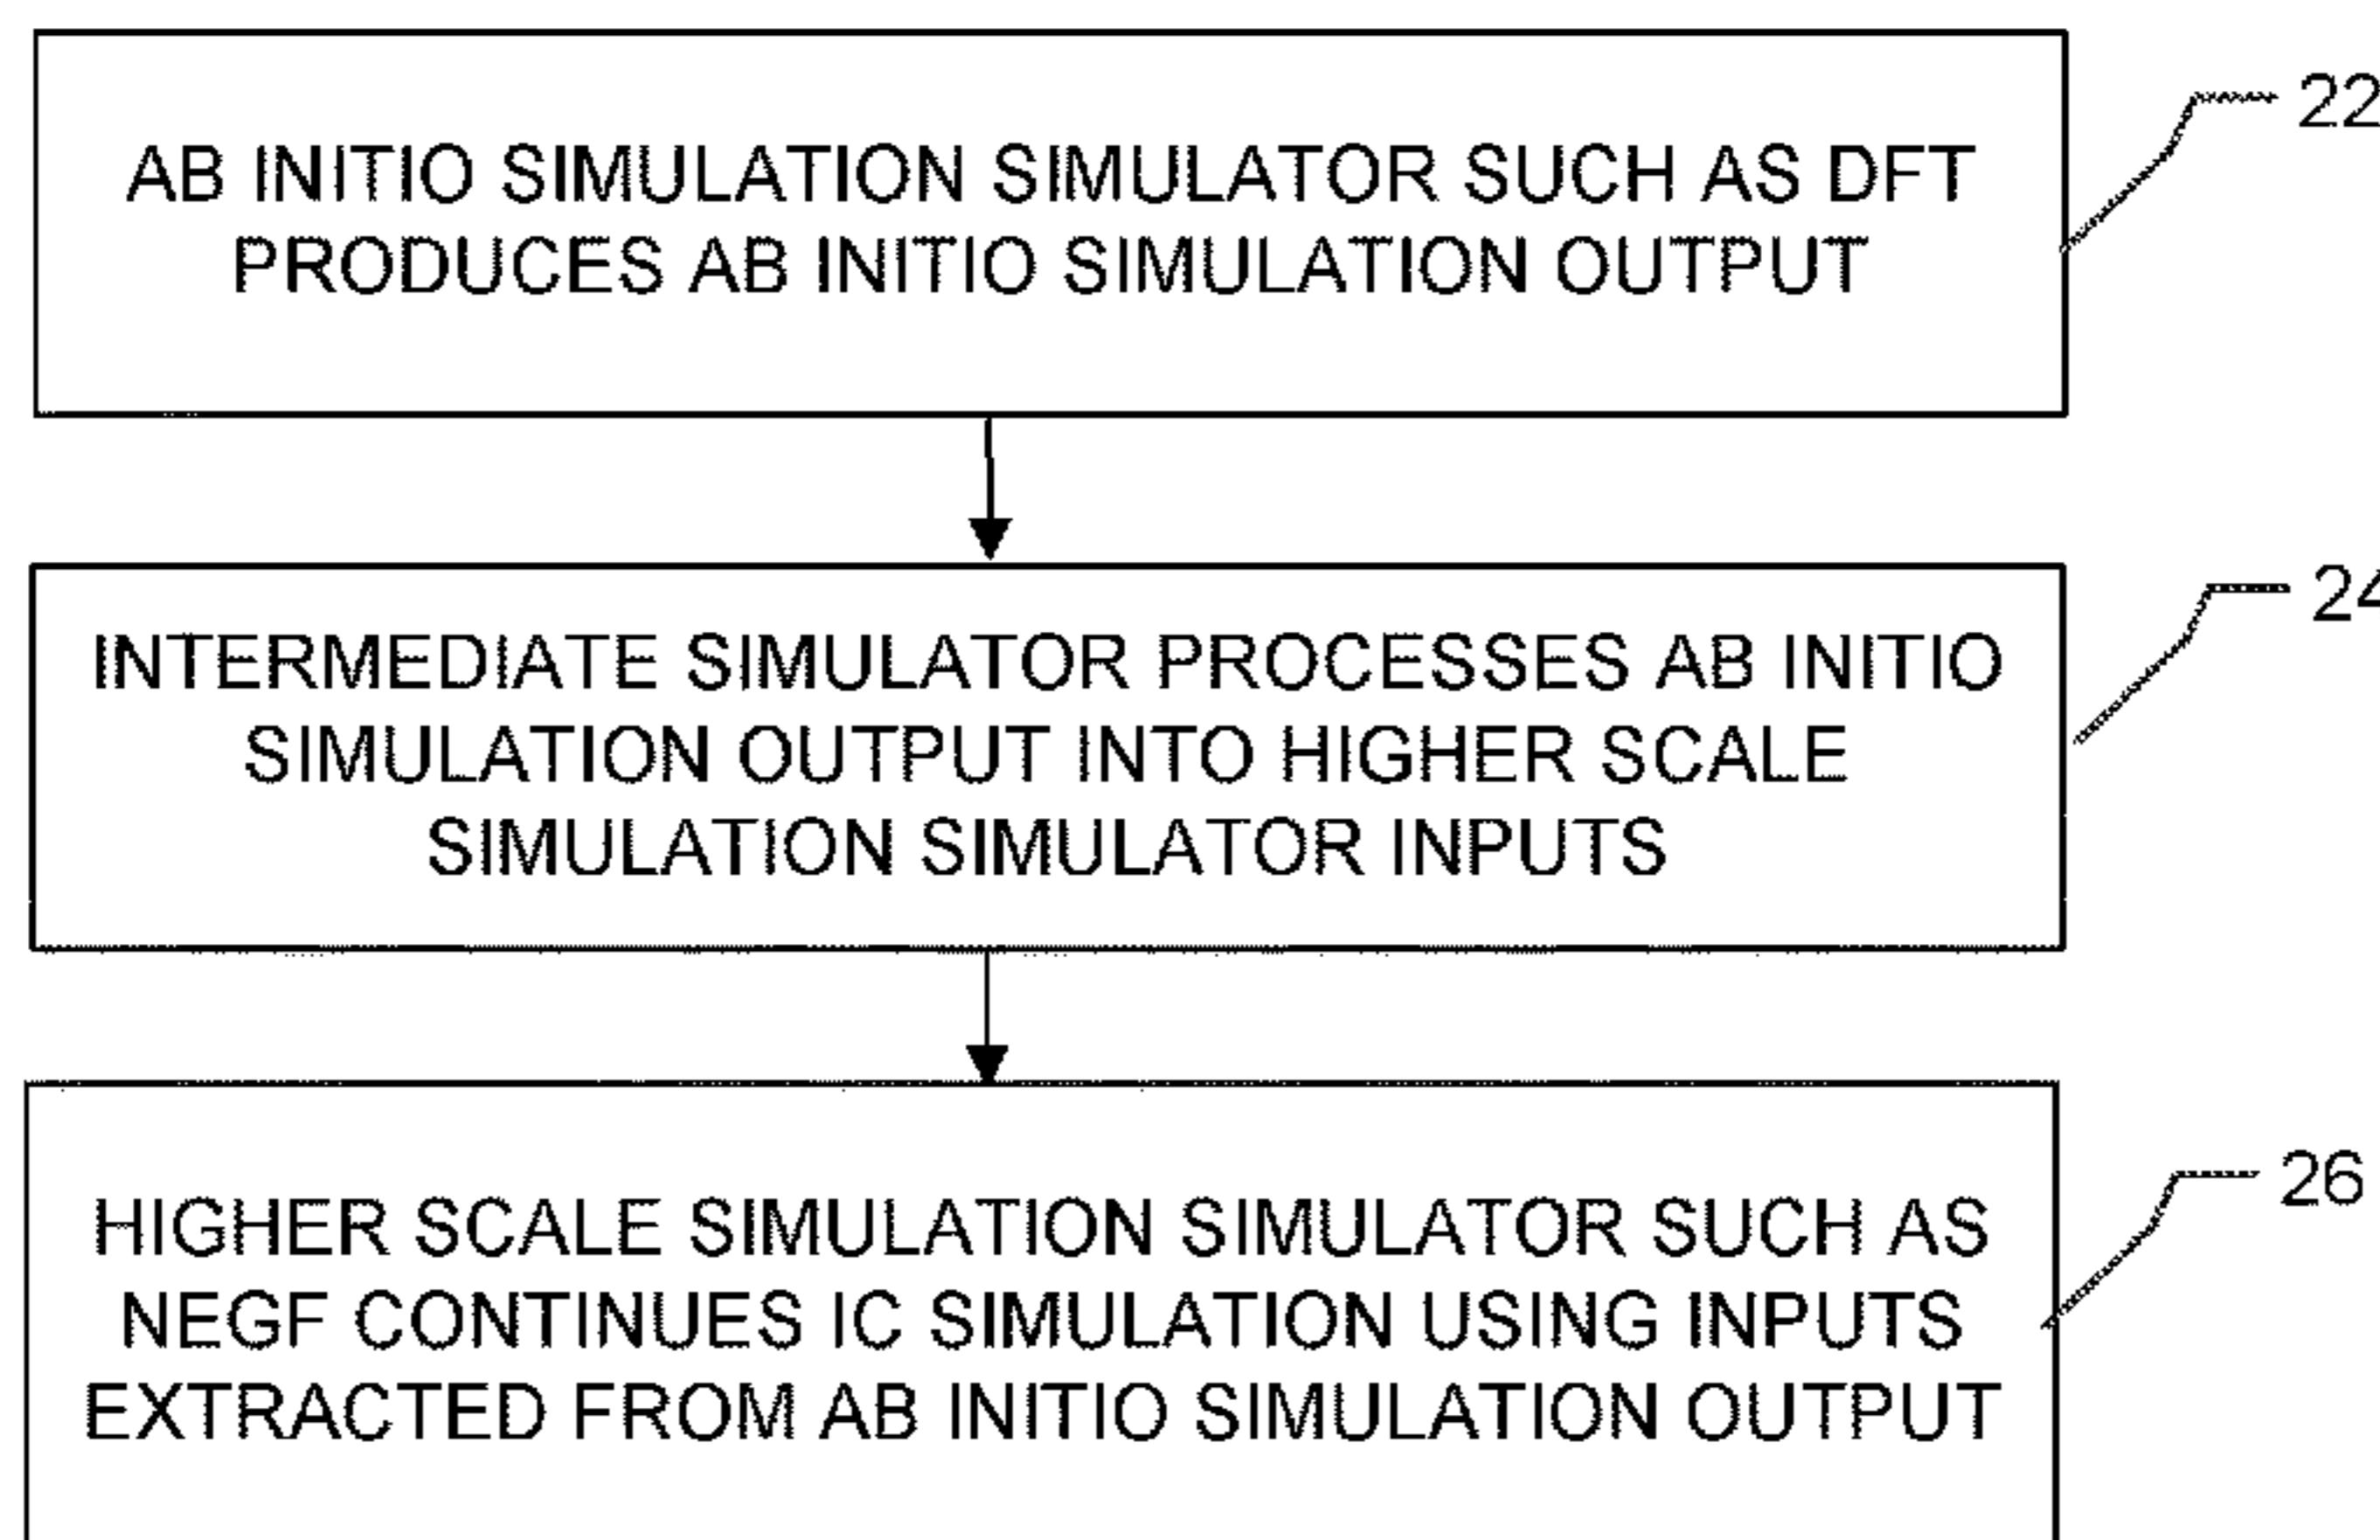 AB INITIO SIMULATION SIMULATOR SUCH AS DFT
PRODUCES AB INITIO SIMULATION OUTPUT
22
INTERMEDIATE SIMULATOR PROCESSES AB INITIO
SIMULATION OUTPUT INTO HIGHER SCALE
SIMULATION SIMULATOR INPUTS
24
HIGHER SCALE SIMULATION SIMULATOR SUCH AS
NEGF CONTINUES IC SIMULATION USING INPUTS
EXTRACTED FROM AB INITIO SIMULATION OUTPUT
26